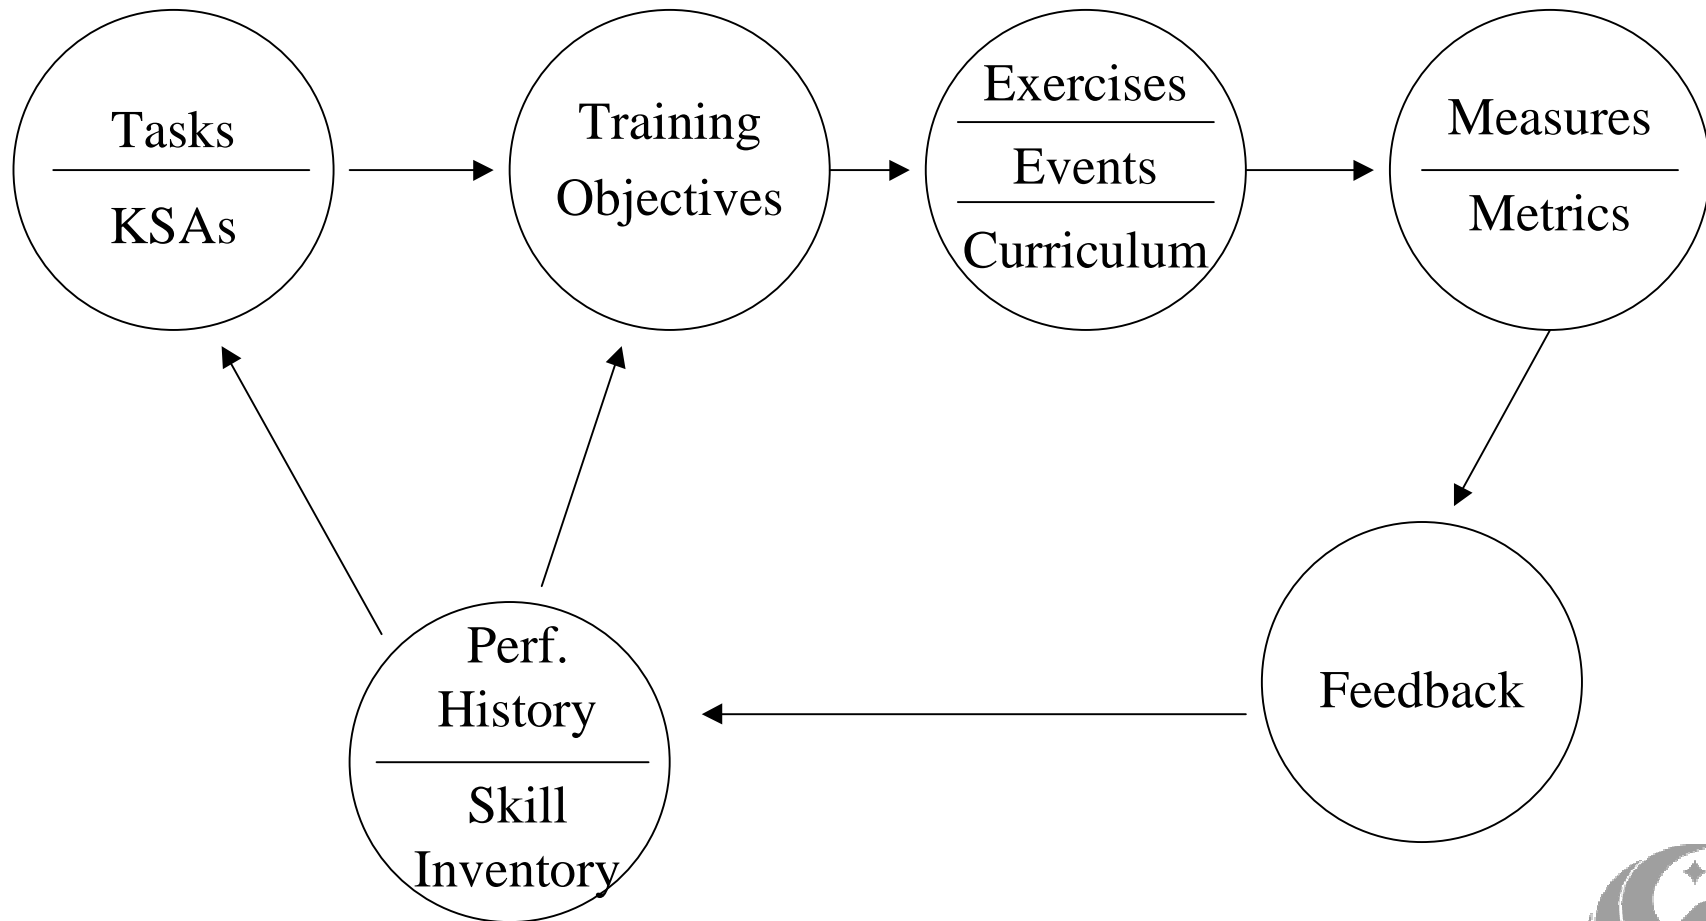 Tasks
KSAs
Training
Objectives
Exercises
Events
Curriculum
Measures
Metrics
Perf.
History
Skill
Inventory
Feedback